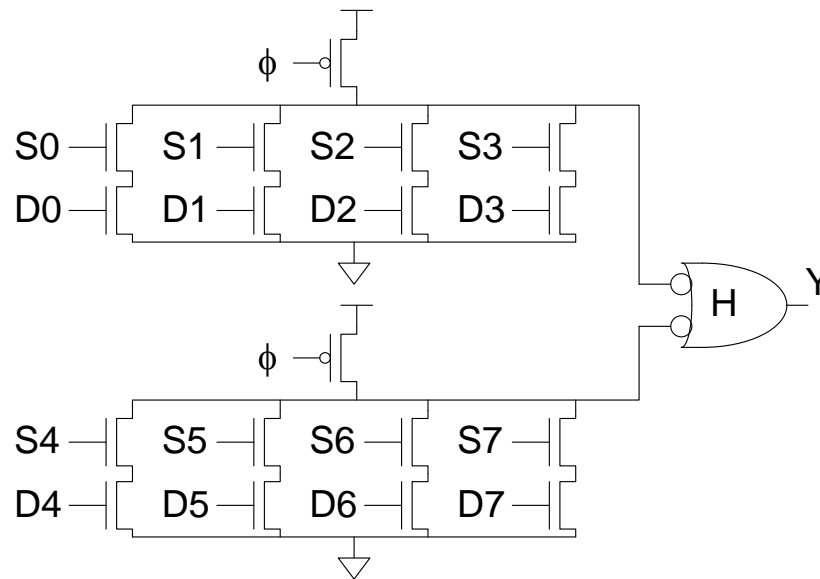 ϕ
S0 S1 S2 S3
D0 D1 D2 D3
H Y
ϕ
S4 S5 S6 S7
D4 D5 D6 D7